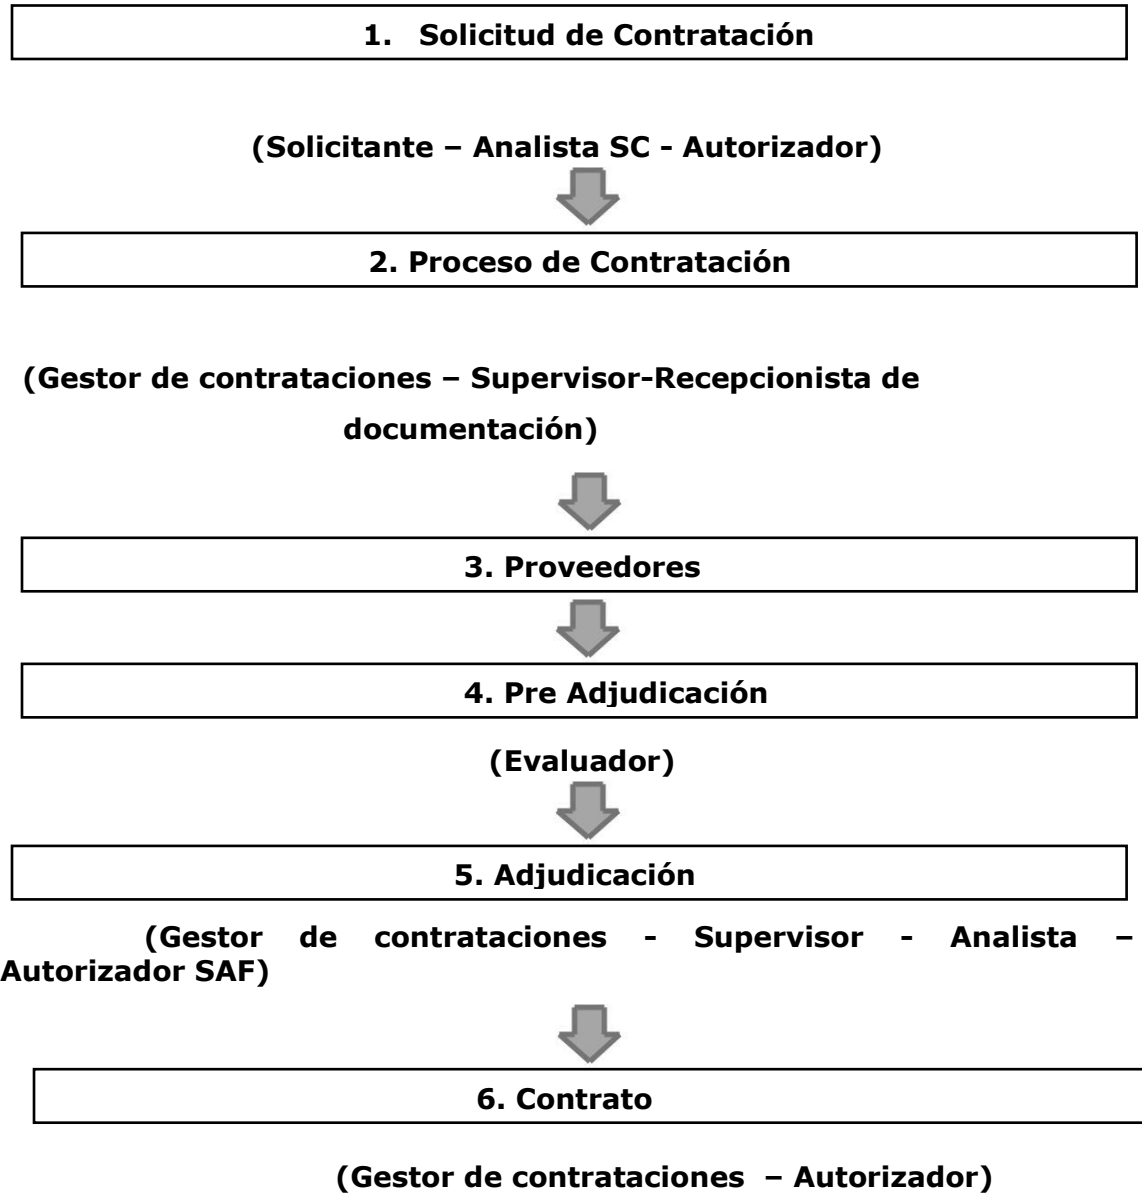 1. Solicitud de Contratación
(Solicitante – Analista SC - Autorizador)
2. Proceso de Contratación
(Gestor de contrataciones – Supervisor-Recepcionista de
documentación)
3. Proveedores
4. Pre Adjudicación
(Evaluador)
5. Adjudicación
(Gestor de contrataciones - Supervisor - Analista –
Autorizador SAF)
6. Contrato
(Gestor de contrataciones – Autorizador)